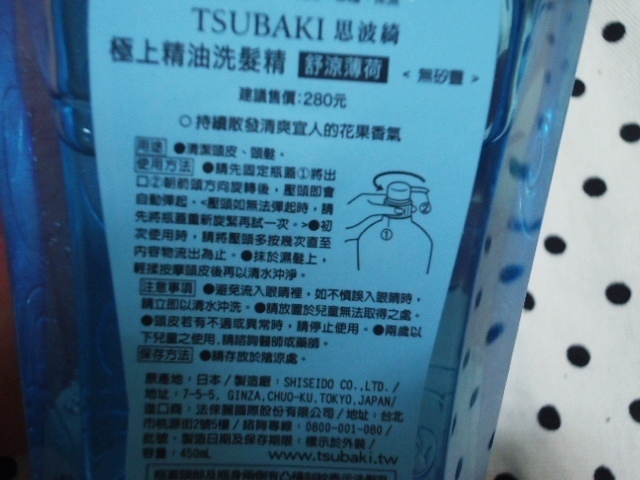 TSUBAKI 思波綺
極上精油洗髮精 舒涼薄荷 <無矽靈>
建議售價:280元
○持續散發清爽宜人的花果香氣
用途 ●清潔頭皮、頭髮。
使用方法 ●請先固定瓶蓋①將出
口②朝箭頭方向旋轉後，壓頭即會
自動彈起。<壓頭如無法彈起時，請
先將瓶蓋重新旋緊再試一次。>●初
次使用時，請將壓頭多按幾次直至
內容物流出為止。●抹於濕髮上，
輕揉按摩頭皮後再以清水沖淨。
①
②
注意事項 ●避免流入眼睛裡，如不慎誤入眼睛時，
請立即以清水沖洗。●請放置於兒童無法取得之處。
●頭皮若有不適或異常時，請停止使用。●兩歲以
下兒童之使用，請諮詢醫師或藥師。
保存方法 ●請存放於陰涼處。
原產地：日本/製造廠：SHISEIDO CO.,LTD./
地址：7-5-5, GINZA,CHUO-KU,TOKYO,JAPAN/
進口商：法徠麗國際股份有限公司/地址：台北
市桃源街2號5樓/諮詢專線：0800-001-080/
批號、製造日期及保存期限：標示於外裝/
容量：450mL www.tsubaki.tw